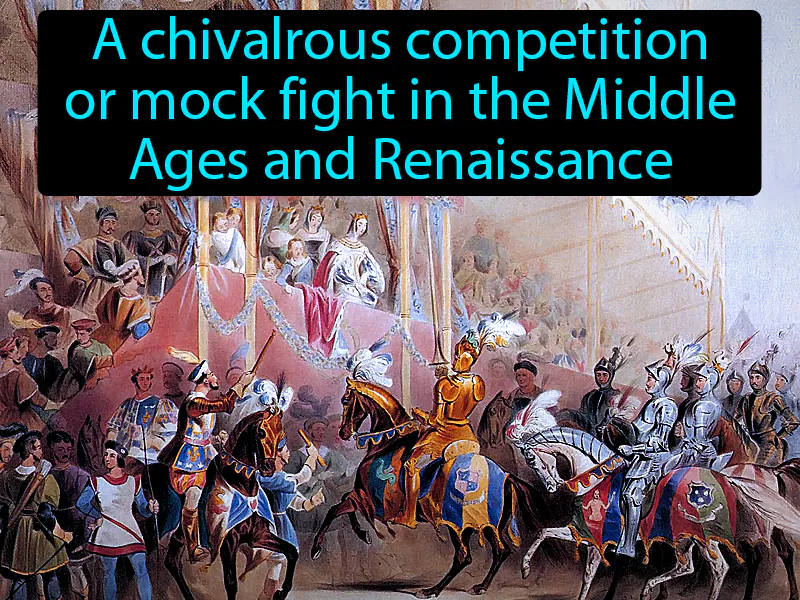 A chivalrous competition
or mock fight in the Middle
Ages and Renaissance